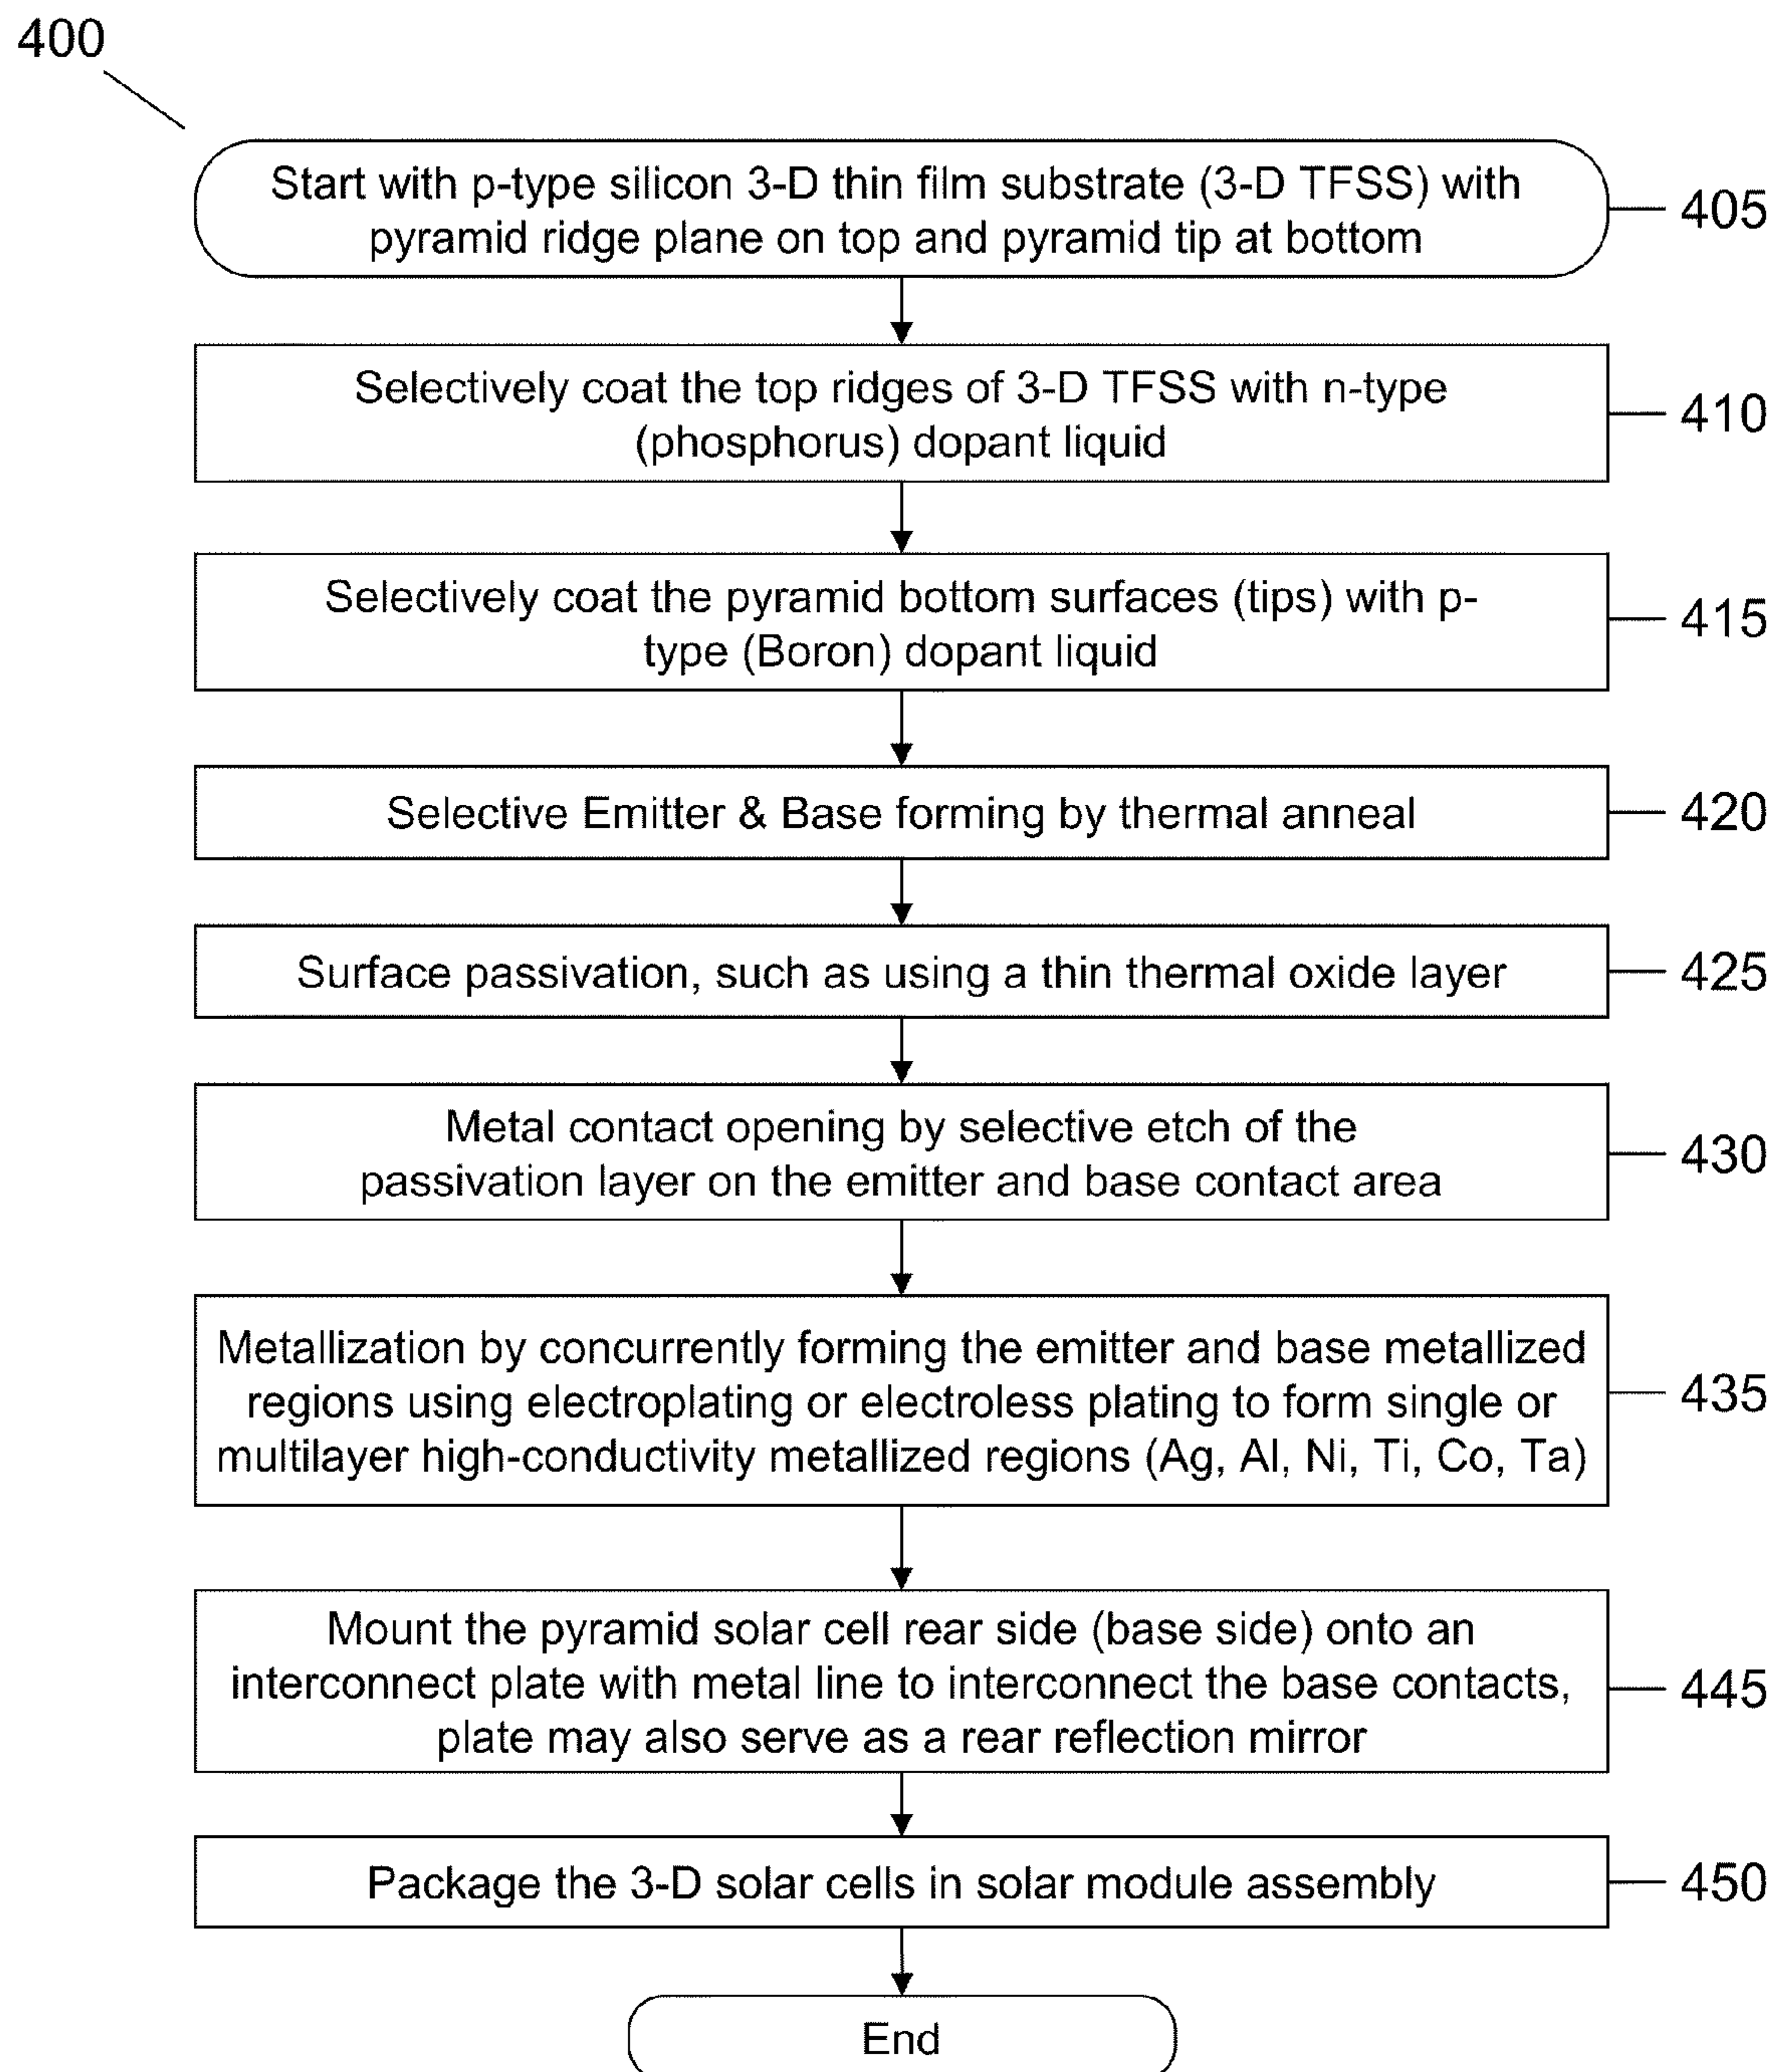 400
Start with p-type silicon 3-D thin film substrate (3-D TFSS) with
pyramid ridge plane on top and pyramid tip at bottom
405
Selectively coat the top ridges of 3-D TFSS with n-type
(phosphorus) dopant liquid
410
Selectively coat the pyramid bottom surfaces (tips) with p-
type (Boron) dopant liquid
415
Selective Emitter & Base forming by thermal anneal
420
Surface passivation, such as using a thin thermal oxide layer
425
Metal contact opening by selective etch of the
passivation layer on the emitter and base contact area
430
Metallization by concurrently forming the emitter and base metallized
regions using electroplating or electroless plating to form single or
multilayer high-conductivity metallized regions (Ag, Al, Ni, Ti, Co, Ta)
435
Mount the pyramid solar cell rear side (base side) onto an
interconnect plate with metal line to interconnect the base contacts,
plate may also serve as a rear reflection mirror
445
Package the 3-D solar cells in solar module assembly
450
End